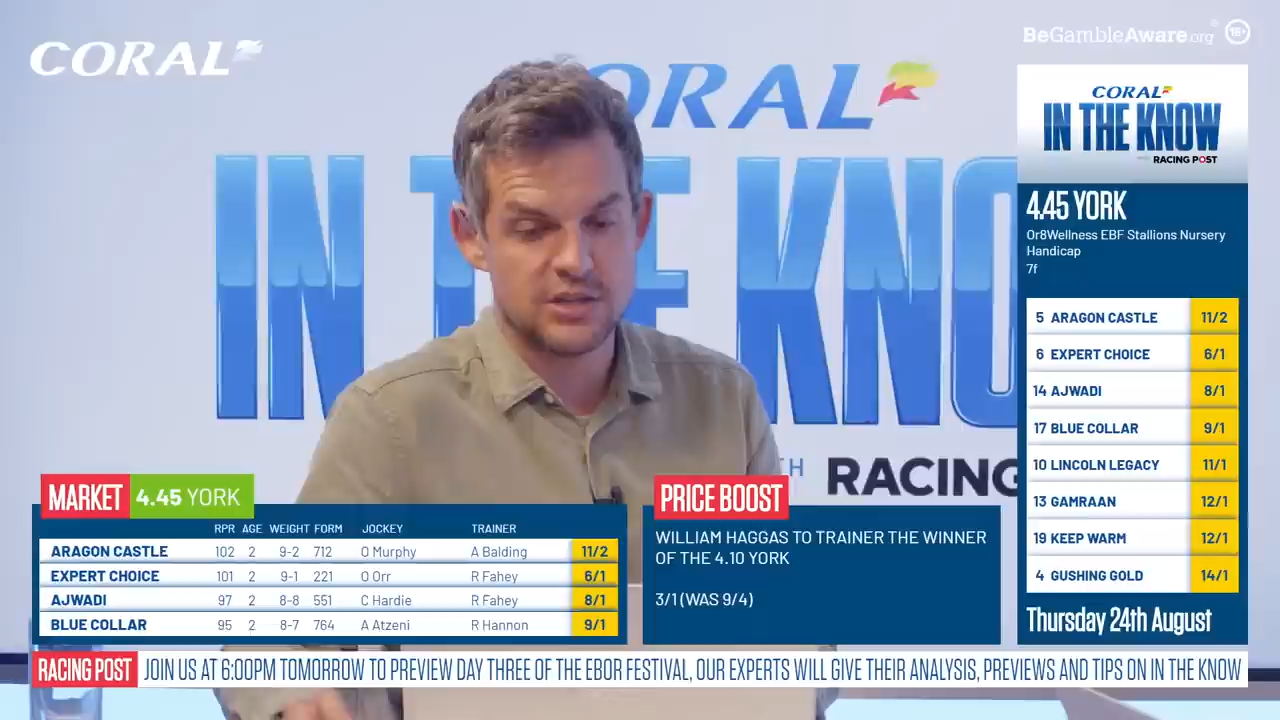 CORAL
BeGambleAware.org 18+
CORAL
IN THE KNO
TH RACING
CORAL
IN THE KNOW
WITH RACING POST
4.45 YORK
Or8Wellness EBF Stallions Nursery
Handicap
7f
5 ARAGON CASTLE 11/2
6 EXPERT CHOICE 6/1
14 AJWADI 8/1
17 BLUE COLLAR 9/1
10 LINCOLN LEGACY 11/1
13 GAMRAAN 12/1
19 KEEP WARM 12/1
4 GUSHING GOLD 14/1
Thursday 24th August
MARKET 4.45 YORK
RPR AGE WEIGHT FORM JOCKEY TRAINER
ARAGON CASTLE 102 2 9-2 712 O Murphy A Balding 11/2
EXPERT CHOICE 101 2 9-1 221 O Orr R Fahey 6/1
AJWADI 97 2 8-8 551 C Hardie R Fahey 8/1
BLUE COLLAR 95 2 8-7 764 A Atzeni R Hannon 9/1
PRICE BOOST
WILLIAM HAGGAS TO TRAINER THE WINNER
OF THE 4.10 YORK
3/1 (WAS 9/4)
RACING POST JOIN US AT 6:00PM TOMORROW TO PREVIEW DAY THREE OF THE EBOR FESTIVAL, OUR EXPERTS WILL GIVE THEIR ANALYSIS, PREVIEWS AND TIPS ON IN THE KNOW